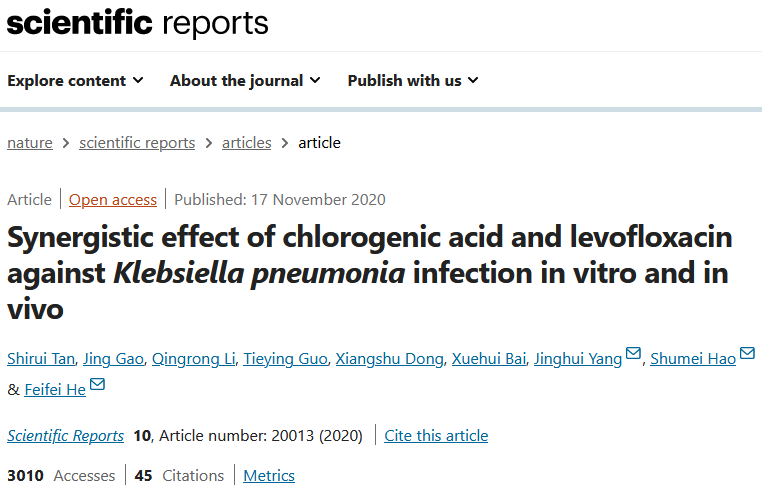 scientific reports
Explore content About the journal Publish with us
nature > scientific reports > articles > article
Article | Open access | Published: 17 November 2020
Synergistic effect of chlorogenic acid and levofloxacin
against Klebsiella pneumonia infection in vitro and in
vivo
Shirui Tan, Jing Gao, Qingrong Li, Tieying Guo, Xiangshu Dong, Xuehui Bai, Jinghui Yang, Shumei Hao
& Feifei He
Scientific Reports 10, Article number: 20013 (2020) | Cite this article
3010 Accesses | 45 Citations | Metrics